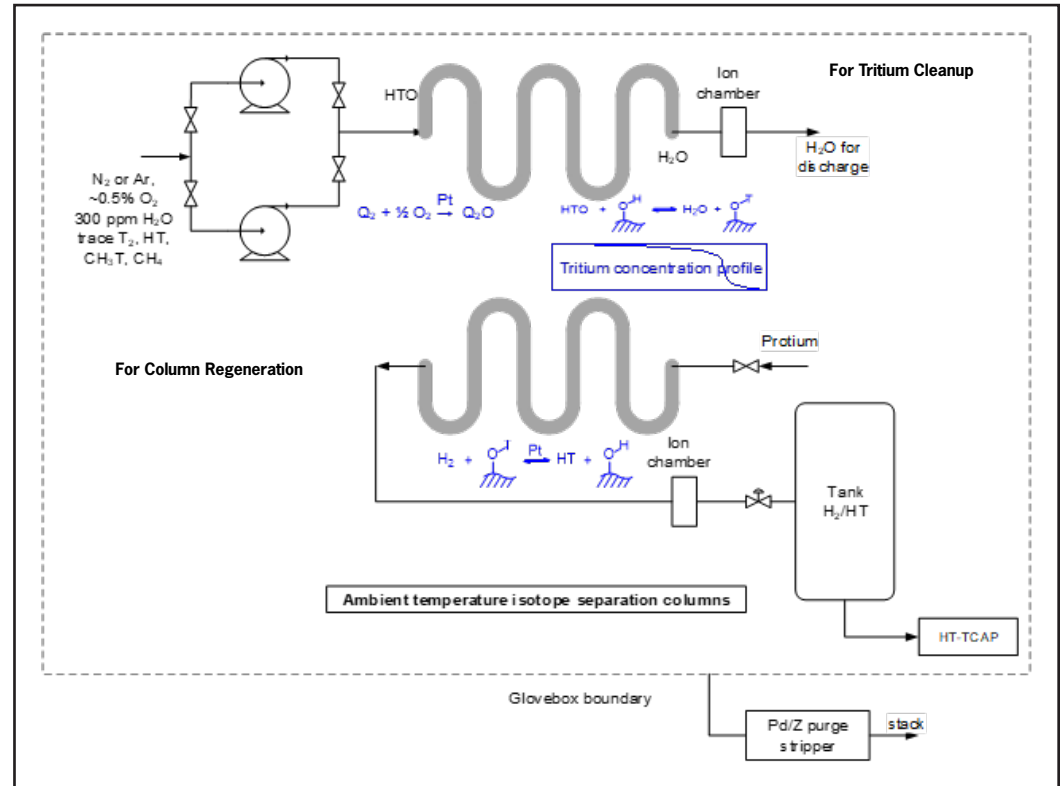 For Tritium Cleanup
HTO
Ion
chamber
H₂O
H₂O for
discharge
N₂ or Ar,
~0.5% O₂
300 ppm H₂O
trace T₂, HT,
CH₃T, CH₄
Q₂ + ½ O₂ Pt → Q₂O
HTO + O H ⇌ H₂O + O T
Tritium concentration profile
For Column Regeneration
Protium
H₂ + O T Pt ⇌ HT + O H
Ion
chamber
Tank
H₂/HT
Ambient temperature isotope separation columns
HT-TCAP
Glovebox boundary
Pd/Z purge
stripper
stack